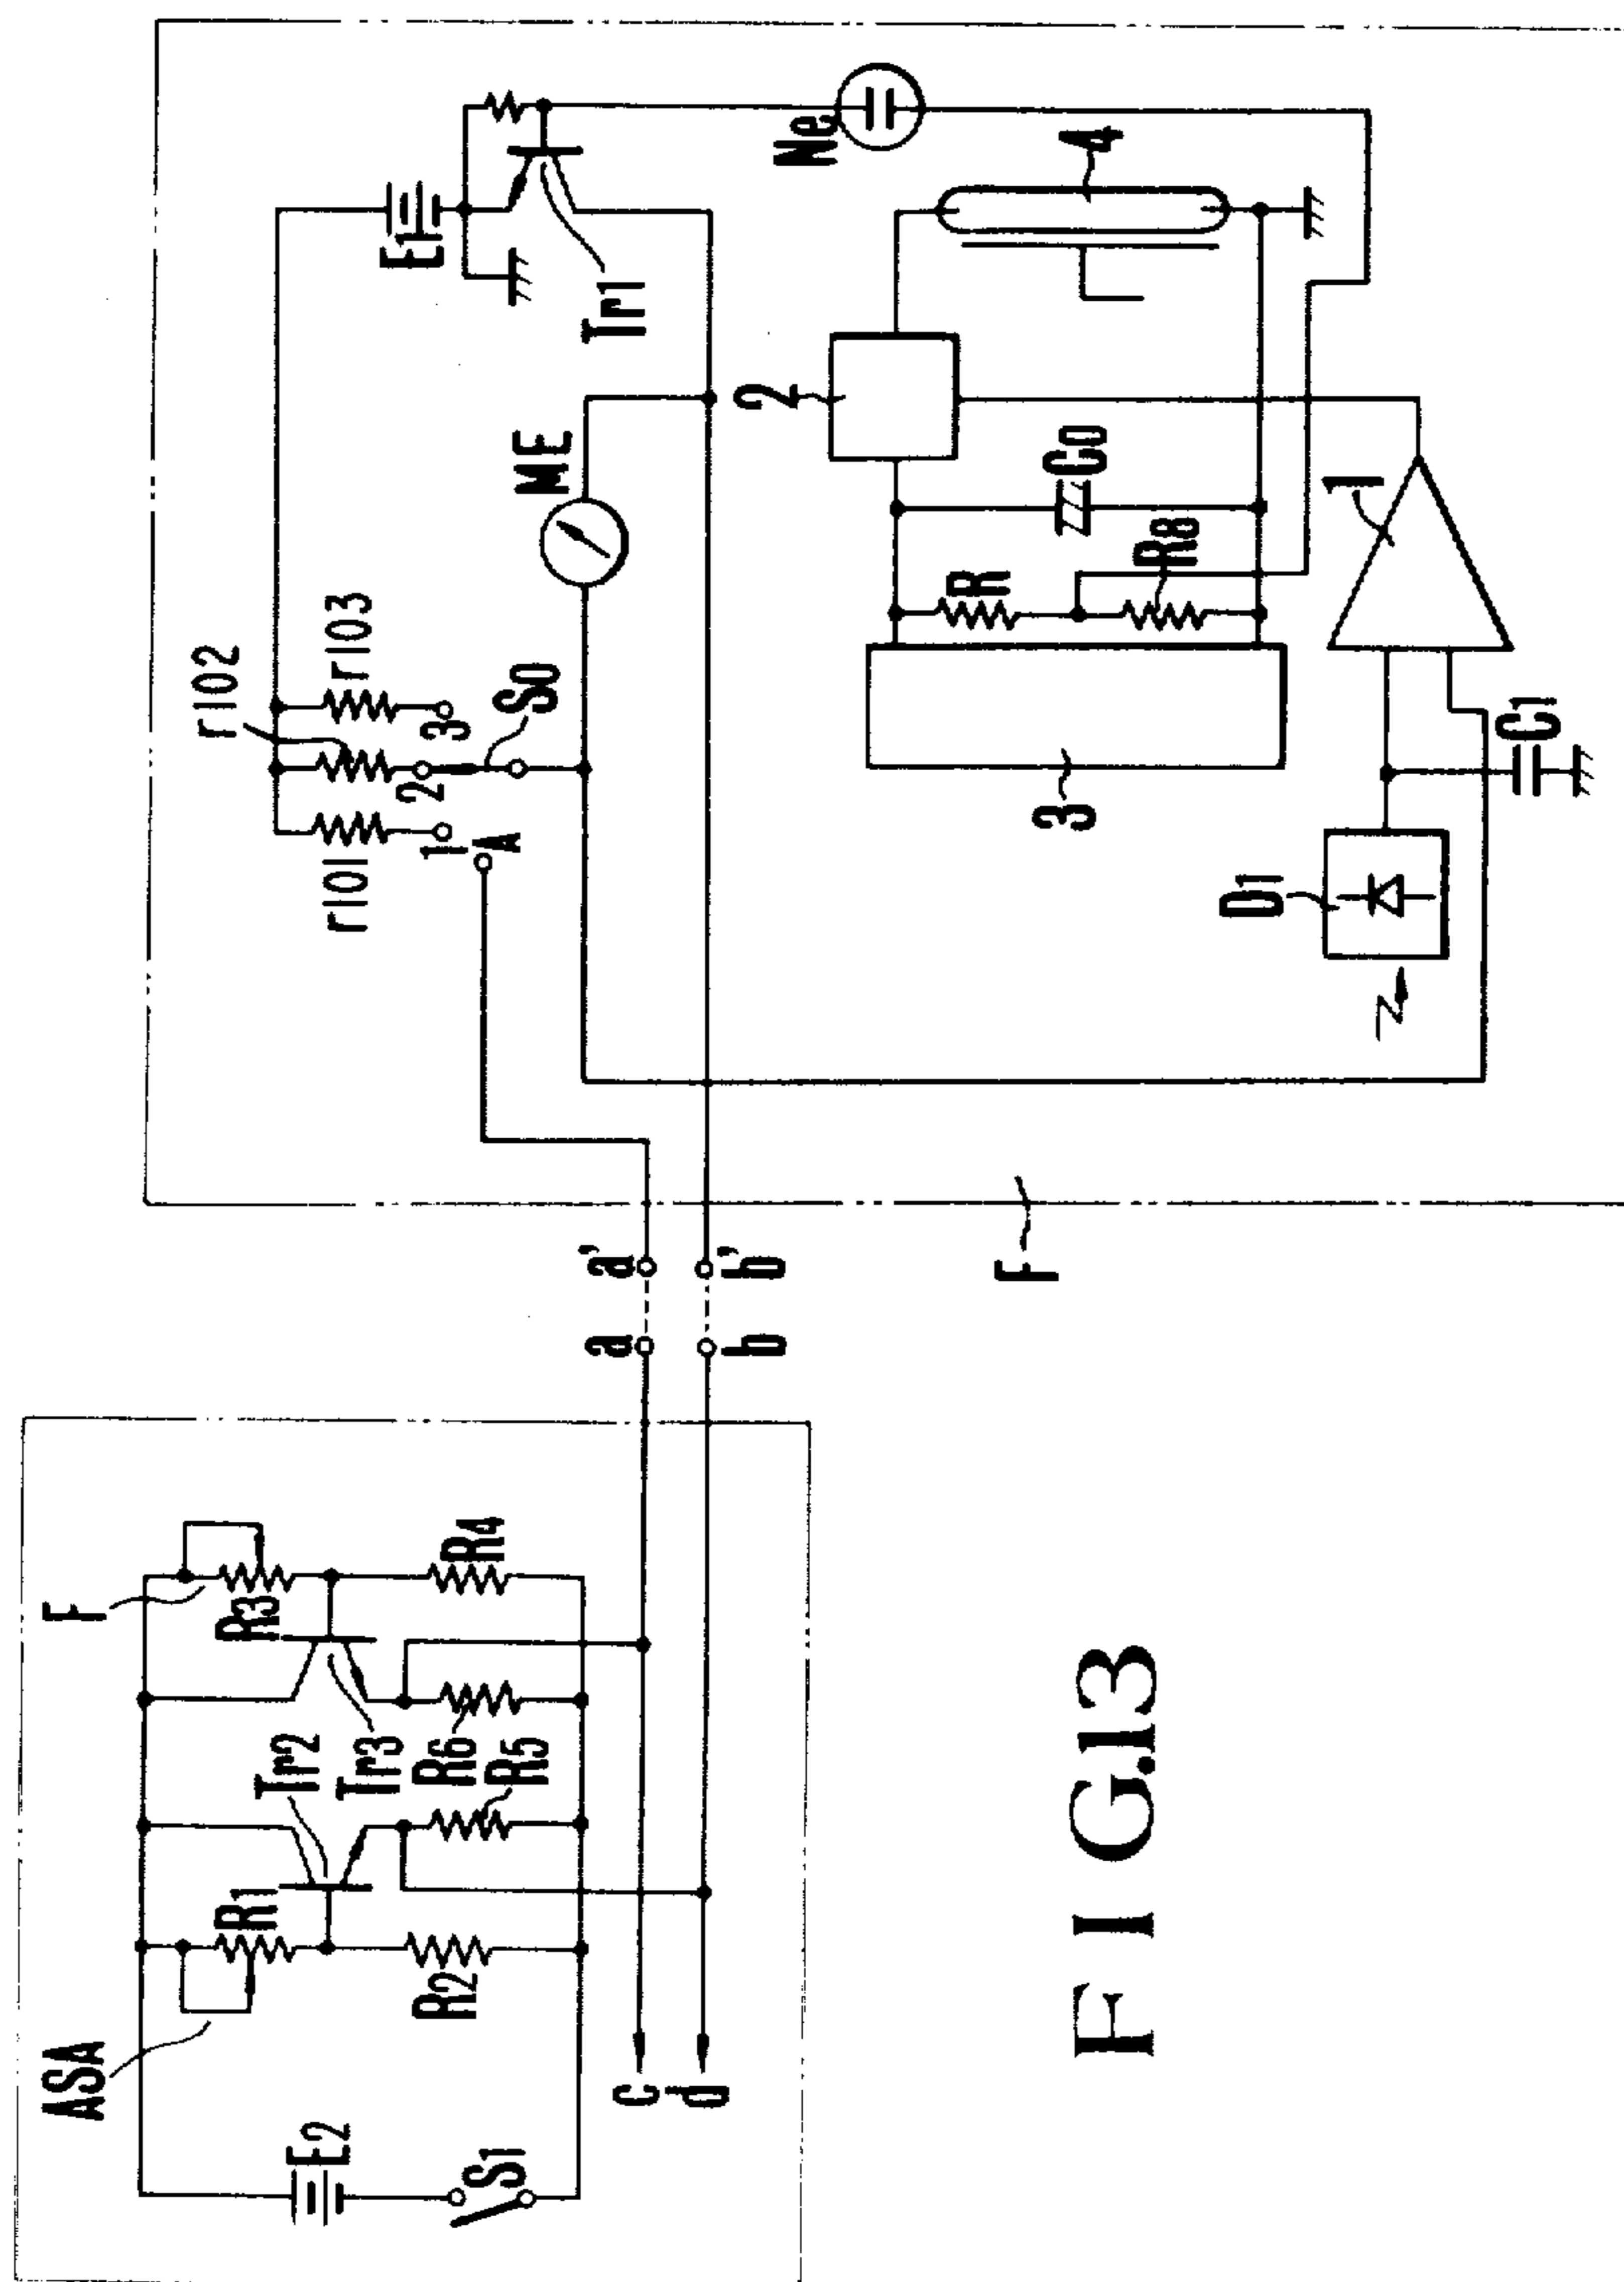 ASA
F
E2
S1
R1
R2
Tr2
Tr3
R3
R4
R6
R5
c
d
a
b
a'
b'
F
r101
r102
r103
1
2
3
A
S0
ME
E1
Tr1
Ne
2
4
3
R
R8
C0
1
D1
C1
FIG.13